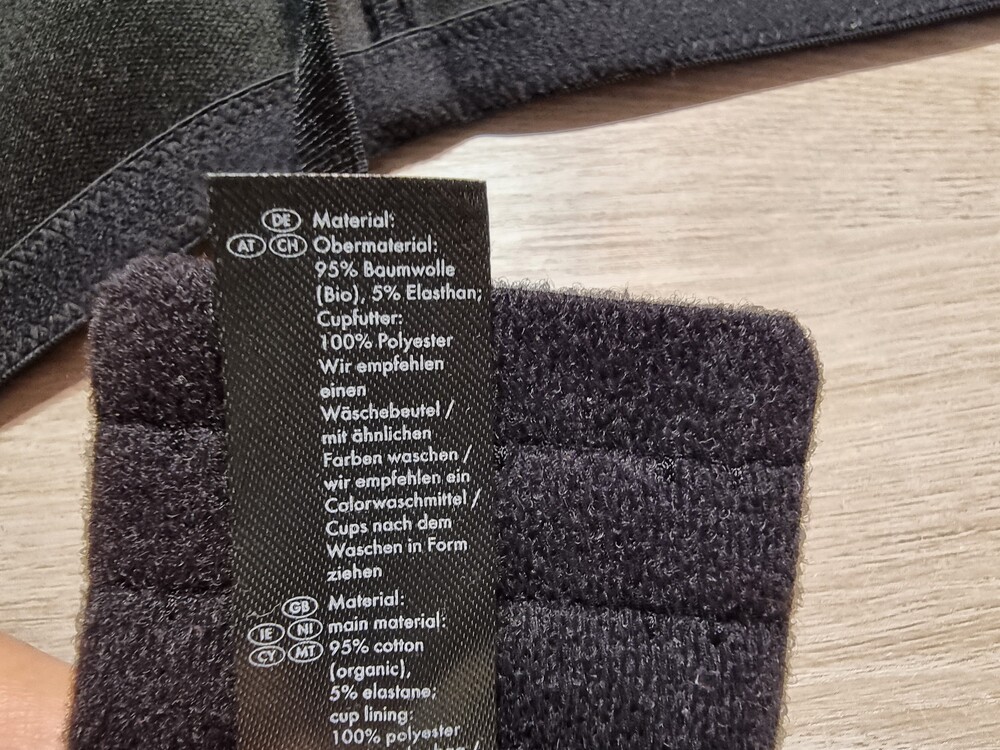 DE Material:
AT CH Obermaterial:
95% Baumwolle
(Bio), 5% Elasthan;
Cupfutter:
100% Polyester
Wir empfehlen
einen
Wäschebeutel /
mit ähnlichen
Farben waschen /
wir empfehlen ein
Colorwaschmittel /
Cups nach dem
Waschen in Form
ziehen
GB Material:
IE NI main material:
CY MT 95% cotton
(organic),
5% elastane;
cup lining:
100% polyester